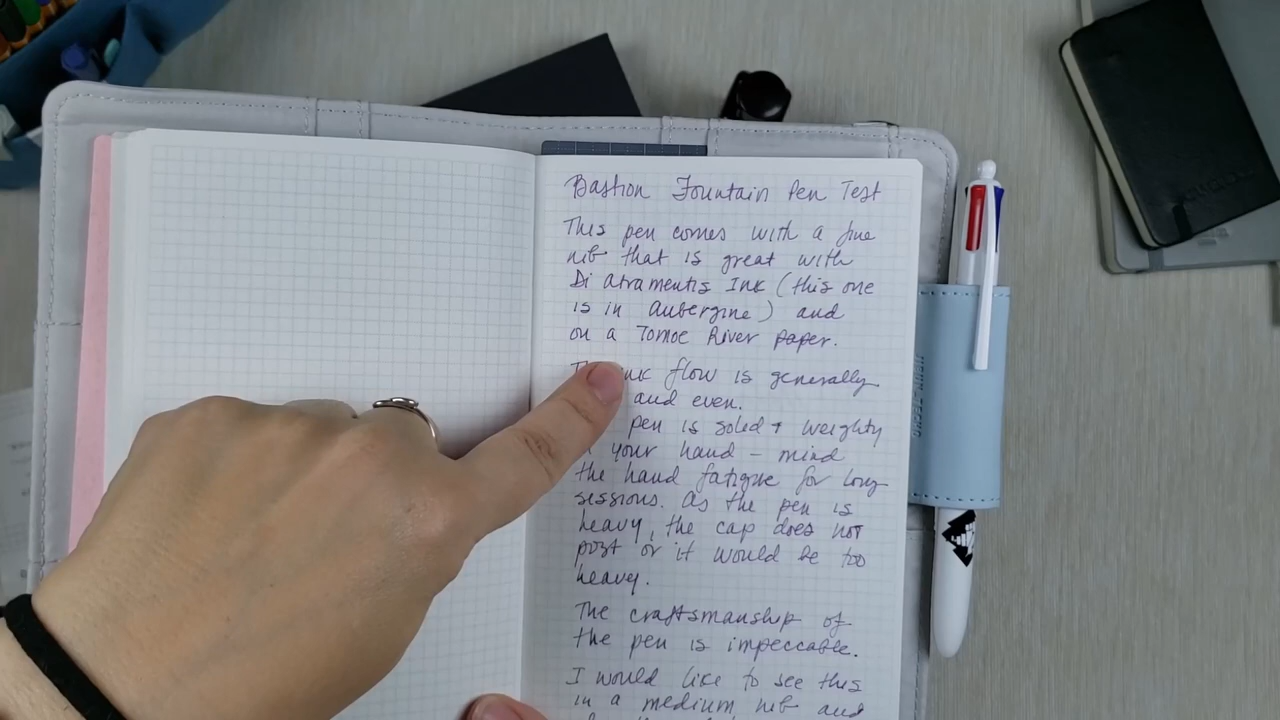 Bastion Fountain Pen Test
This pen comes with a fine
nib that is great with
Di Atramentis Ink (this one
is in Aubergine) and
on a Tomoe River paper.
ink flow is generally
and even.
pen is solid + weighty
your hand - mind
the hand fatigue for long
sessions. As the pen is
heavy, the cap does not
post or it would be too
heavy.
The craftsmanship of
the pen is impeccable.
I would like to see this
in a medium nib and